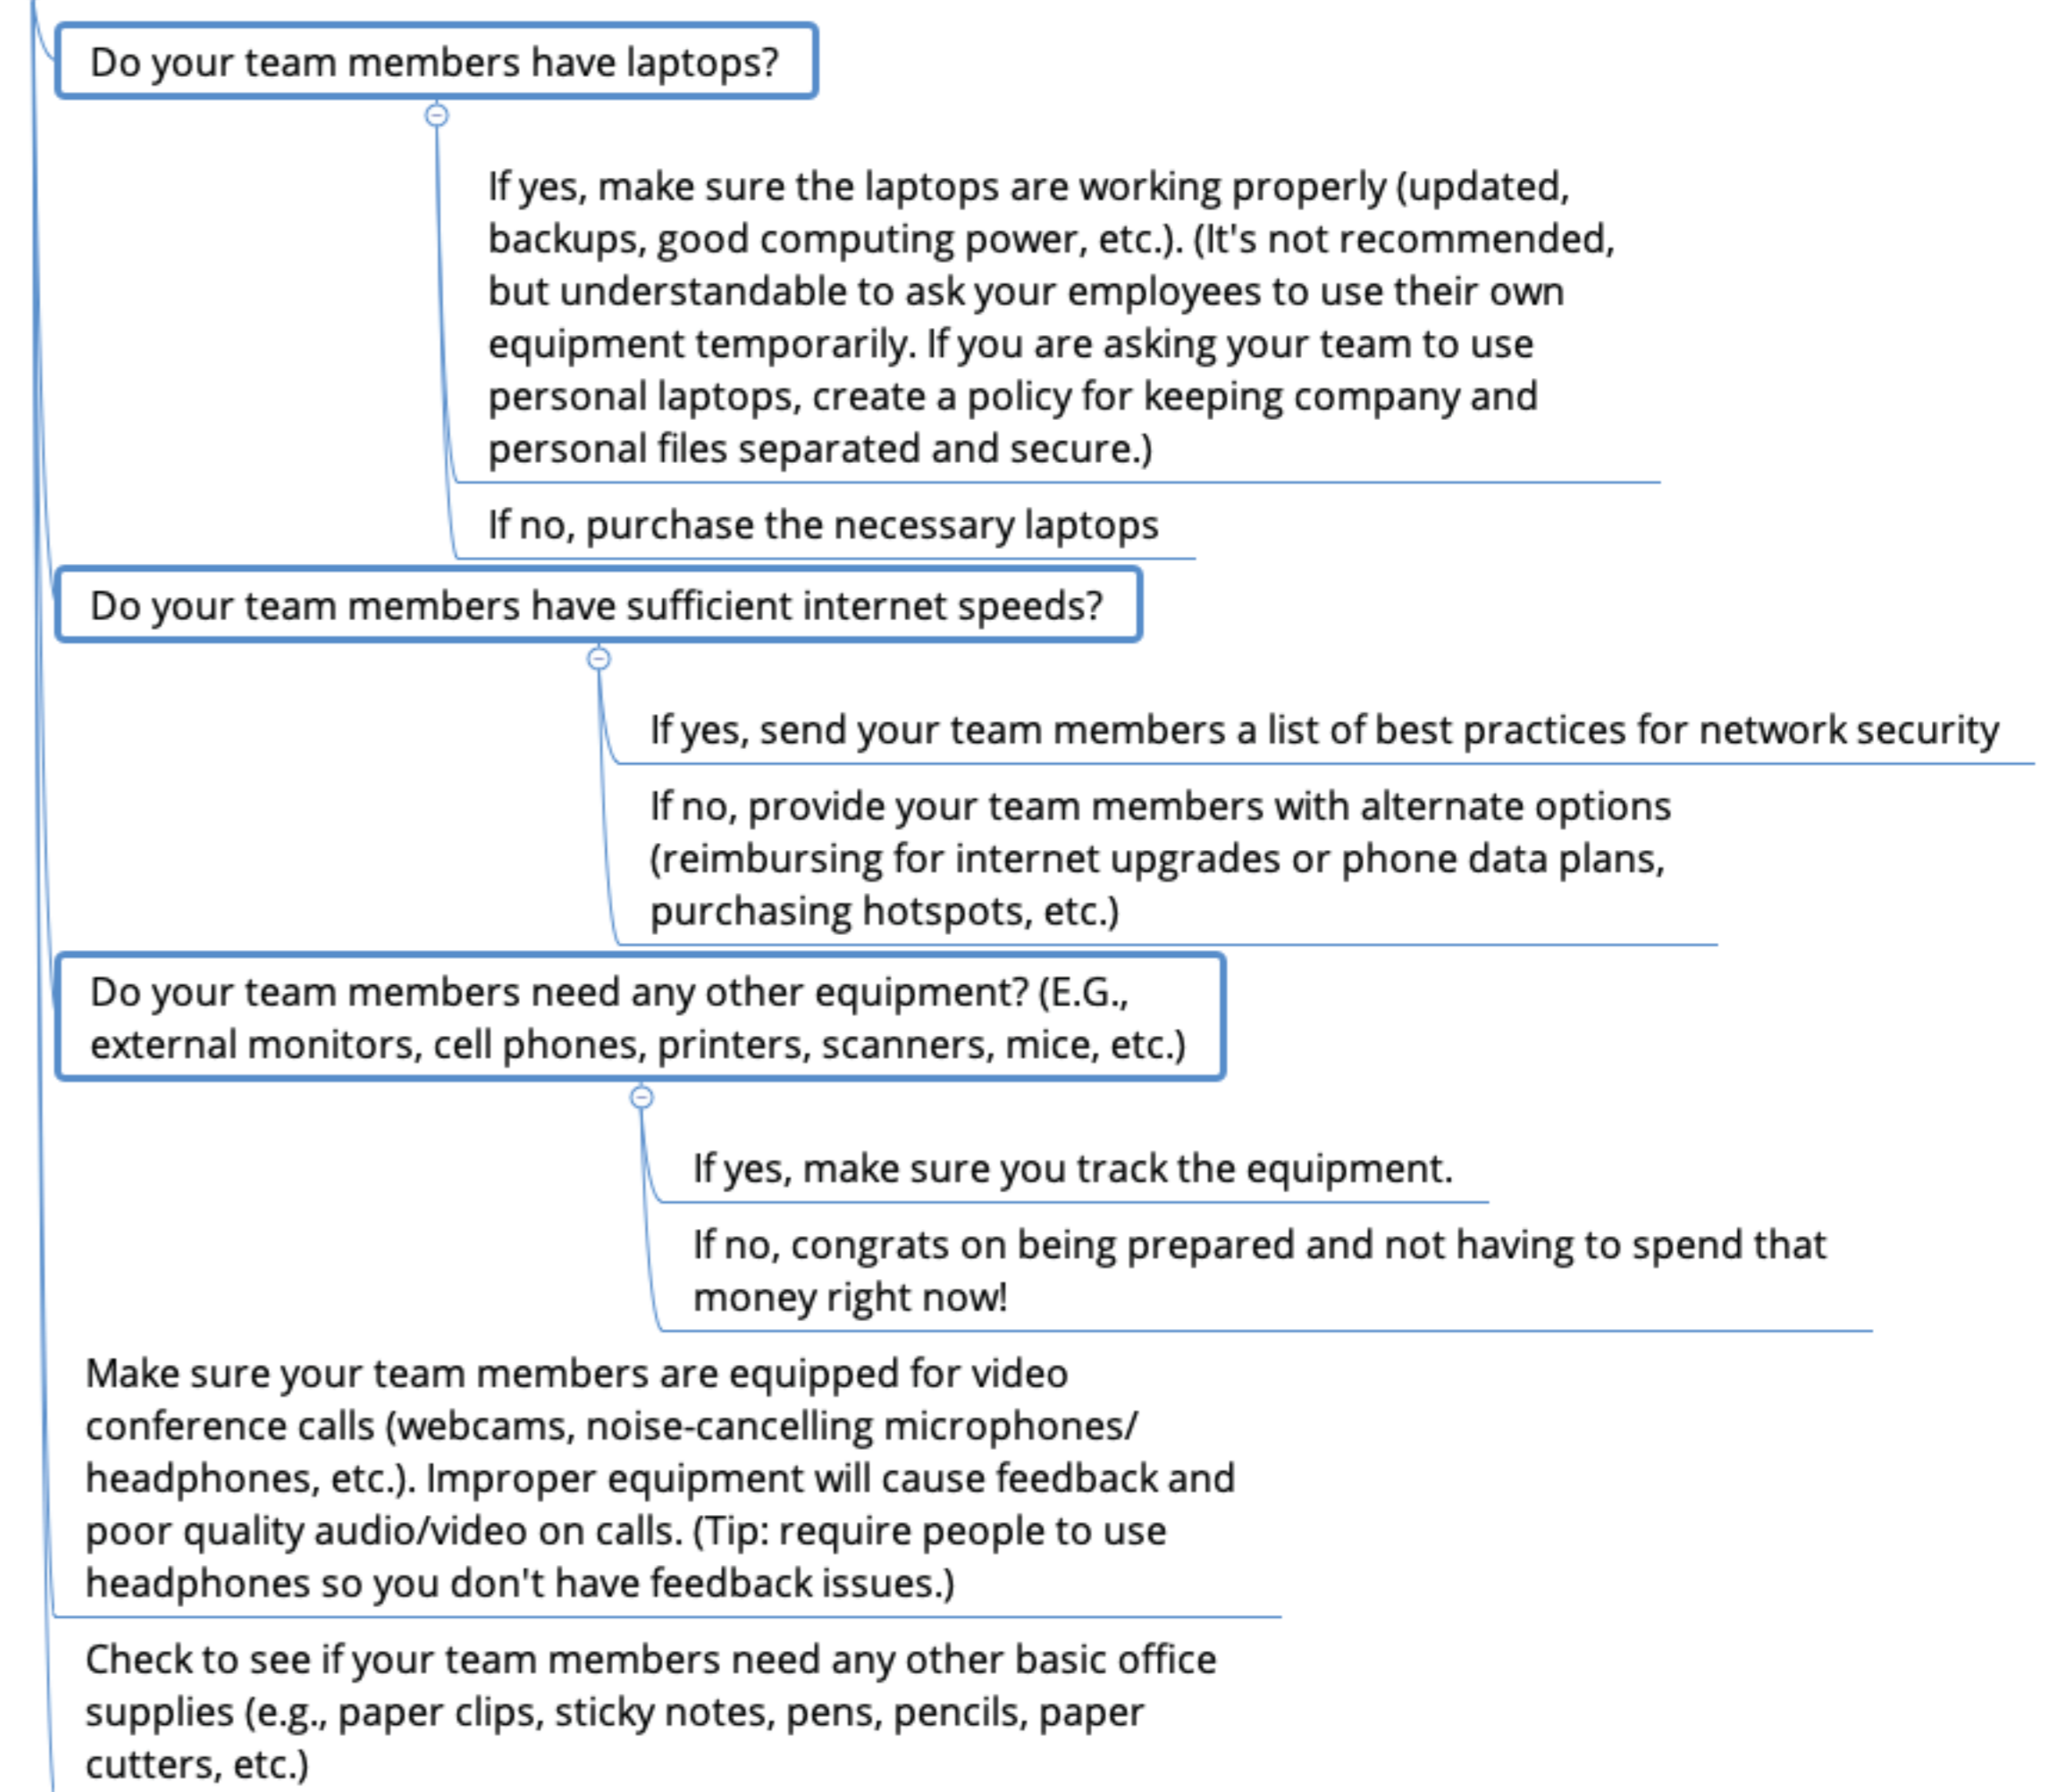 Do your team members have laptops?
If yes, make sure the laptops are working properly (updated,
backups, good computing power, etc.). (It's not recommended,
but understandable to ask your employees to use their own
equipment temporarily. If you are asking your team to use
personal laptops, create a policy for keeping company and
personal files separated and secure.)
If no, purchase the necessary laptops
Do your team members have sufficient internet speeds?
If yes, send your team members a list of best practices for network security
If no, provide your team members with alternate options
(reimbursing for internet upgrades or phone data plans,
purchasing hotspots, etc.)
Do your team members need any other equipment? (E.G.,
external monitors, cell phones, printers, scanners, mice, etc.)
If yes, make sure you track the equipment.
If no, congrats on being prepared and not having to spend that
money right now!
Make sure your team members are equipped for video
conference calls (webcams, noise-cancelling microphones/
headphones, etc.). Improper equipment will cause feedback and
poor quality audio/video on calls. (Tip: require people to use
headphones so you don't have feedback issues.)
Check to see if your team members need any other basic office
supplies (e.g., paper clips, sticky notes, pens, pencils, paper
cutters, etc.)